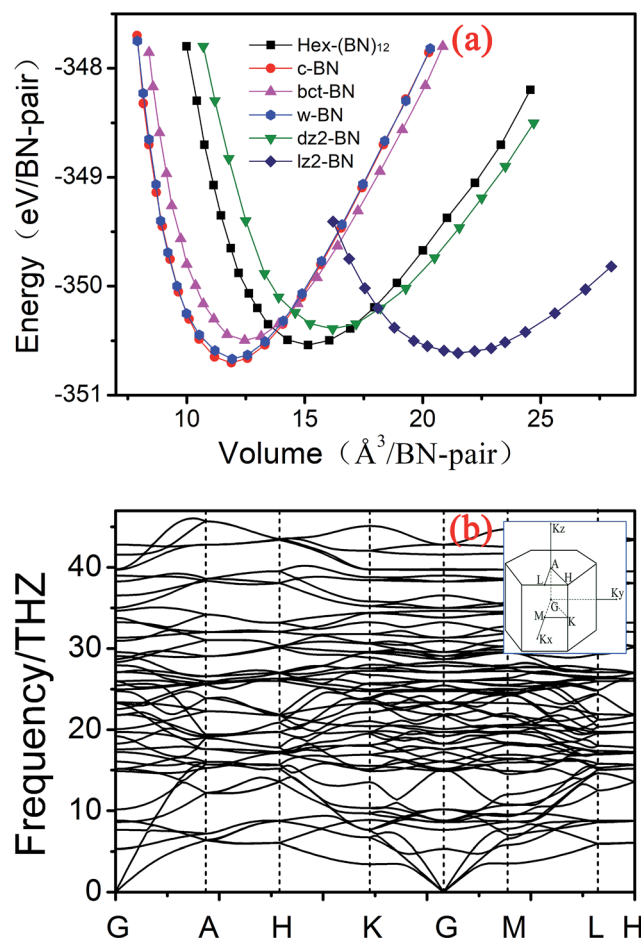 (a)
Hex-(BN)12
c-BN
bct-BN
w-BN
dz2-BN
lz2-BN
Energy（eV/BN-pair）
-348
-349
-350
-351
10
15
20
25
Volume（Å3/BN-pair）
(b)
Kz
A
L
H
G
Ky
M
K
Kx
Frequency/THZ
40
30
20
10
0
G A H K G M L H